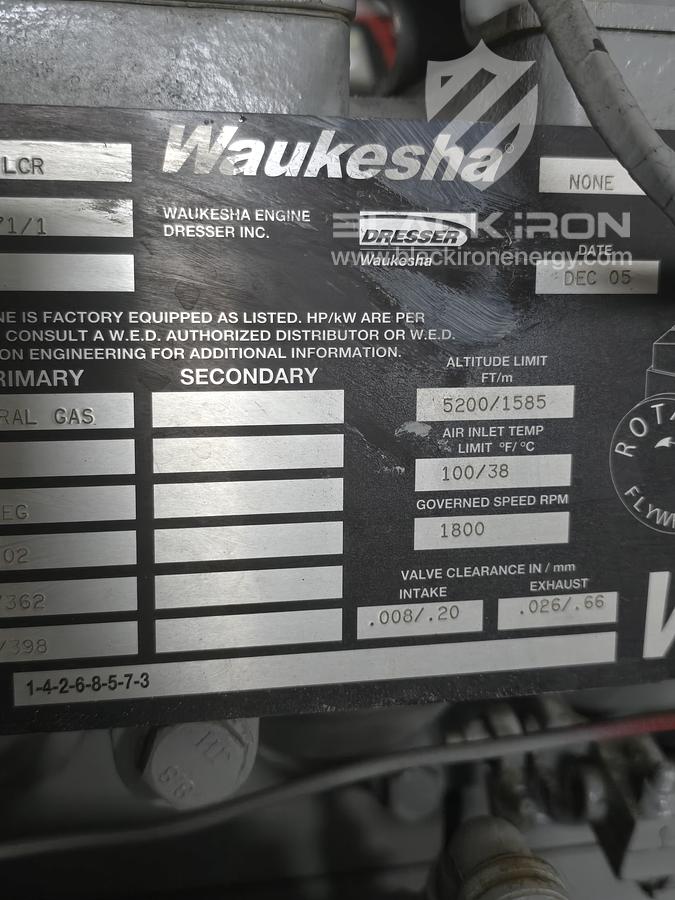 Waukesha
LCR
NONE
71/1
WAUKESHA ENGINE
DRESSER INC.
DRESSER
Waukesha
BLACK IRON
www.blackironenergy.com
DATE
DEC 05
NE IS FACTORY EQUIPPED AS LISTED. HP/kW ARE PER
CONSULT A W.E.D. AUTHORIZED DISTRIBUTOR OR W.E.D.
ION ENGINEERING FOR ADDITIONAL INFORMATION.
RIMARY SECONDARY
RAL GAS
EG
02
/362
/398
ALTITUDE LIMIT
FT/m
5200/1585
AIR INLET TEMP
LIMIT °F/°C
100/38
GOVERNED SPEED RPM
1800
VALVE CLEARANCE IN / mm
INTAKE EXHAUST
.008/.20 .026/.66
ROTA
FLYW
1-4-2-6-8-5-7-3